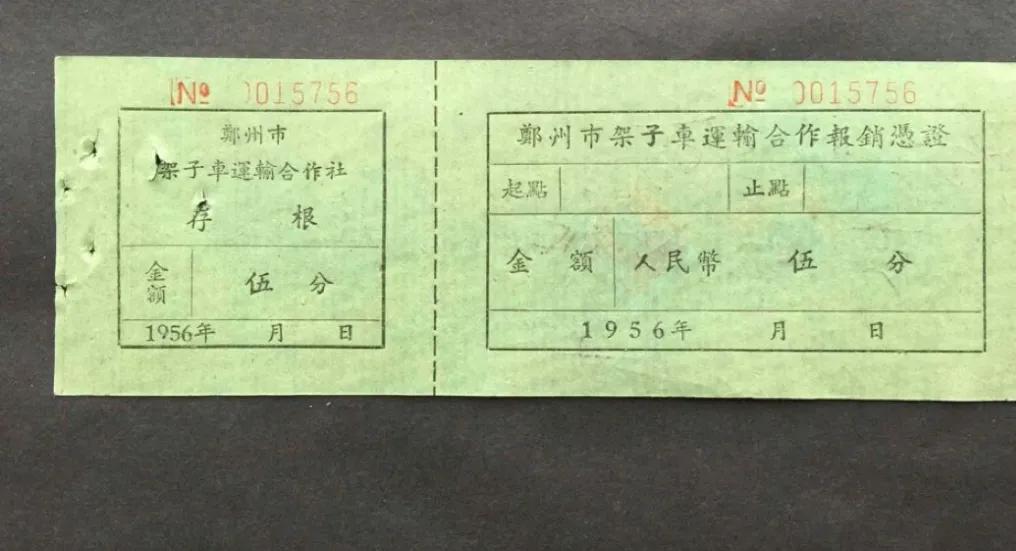 № 0015756
鄭州市
架子車運輸合作社
存 根
金額 伍 分
1956年 月 日
№ 0015756
鄭州市架子車運輸合作報銷憑證
起點 止點
金 額 人民幣 伍 分
1956年 月 日